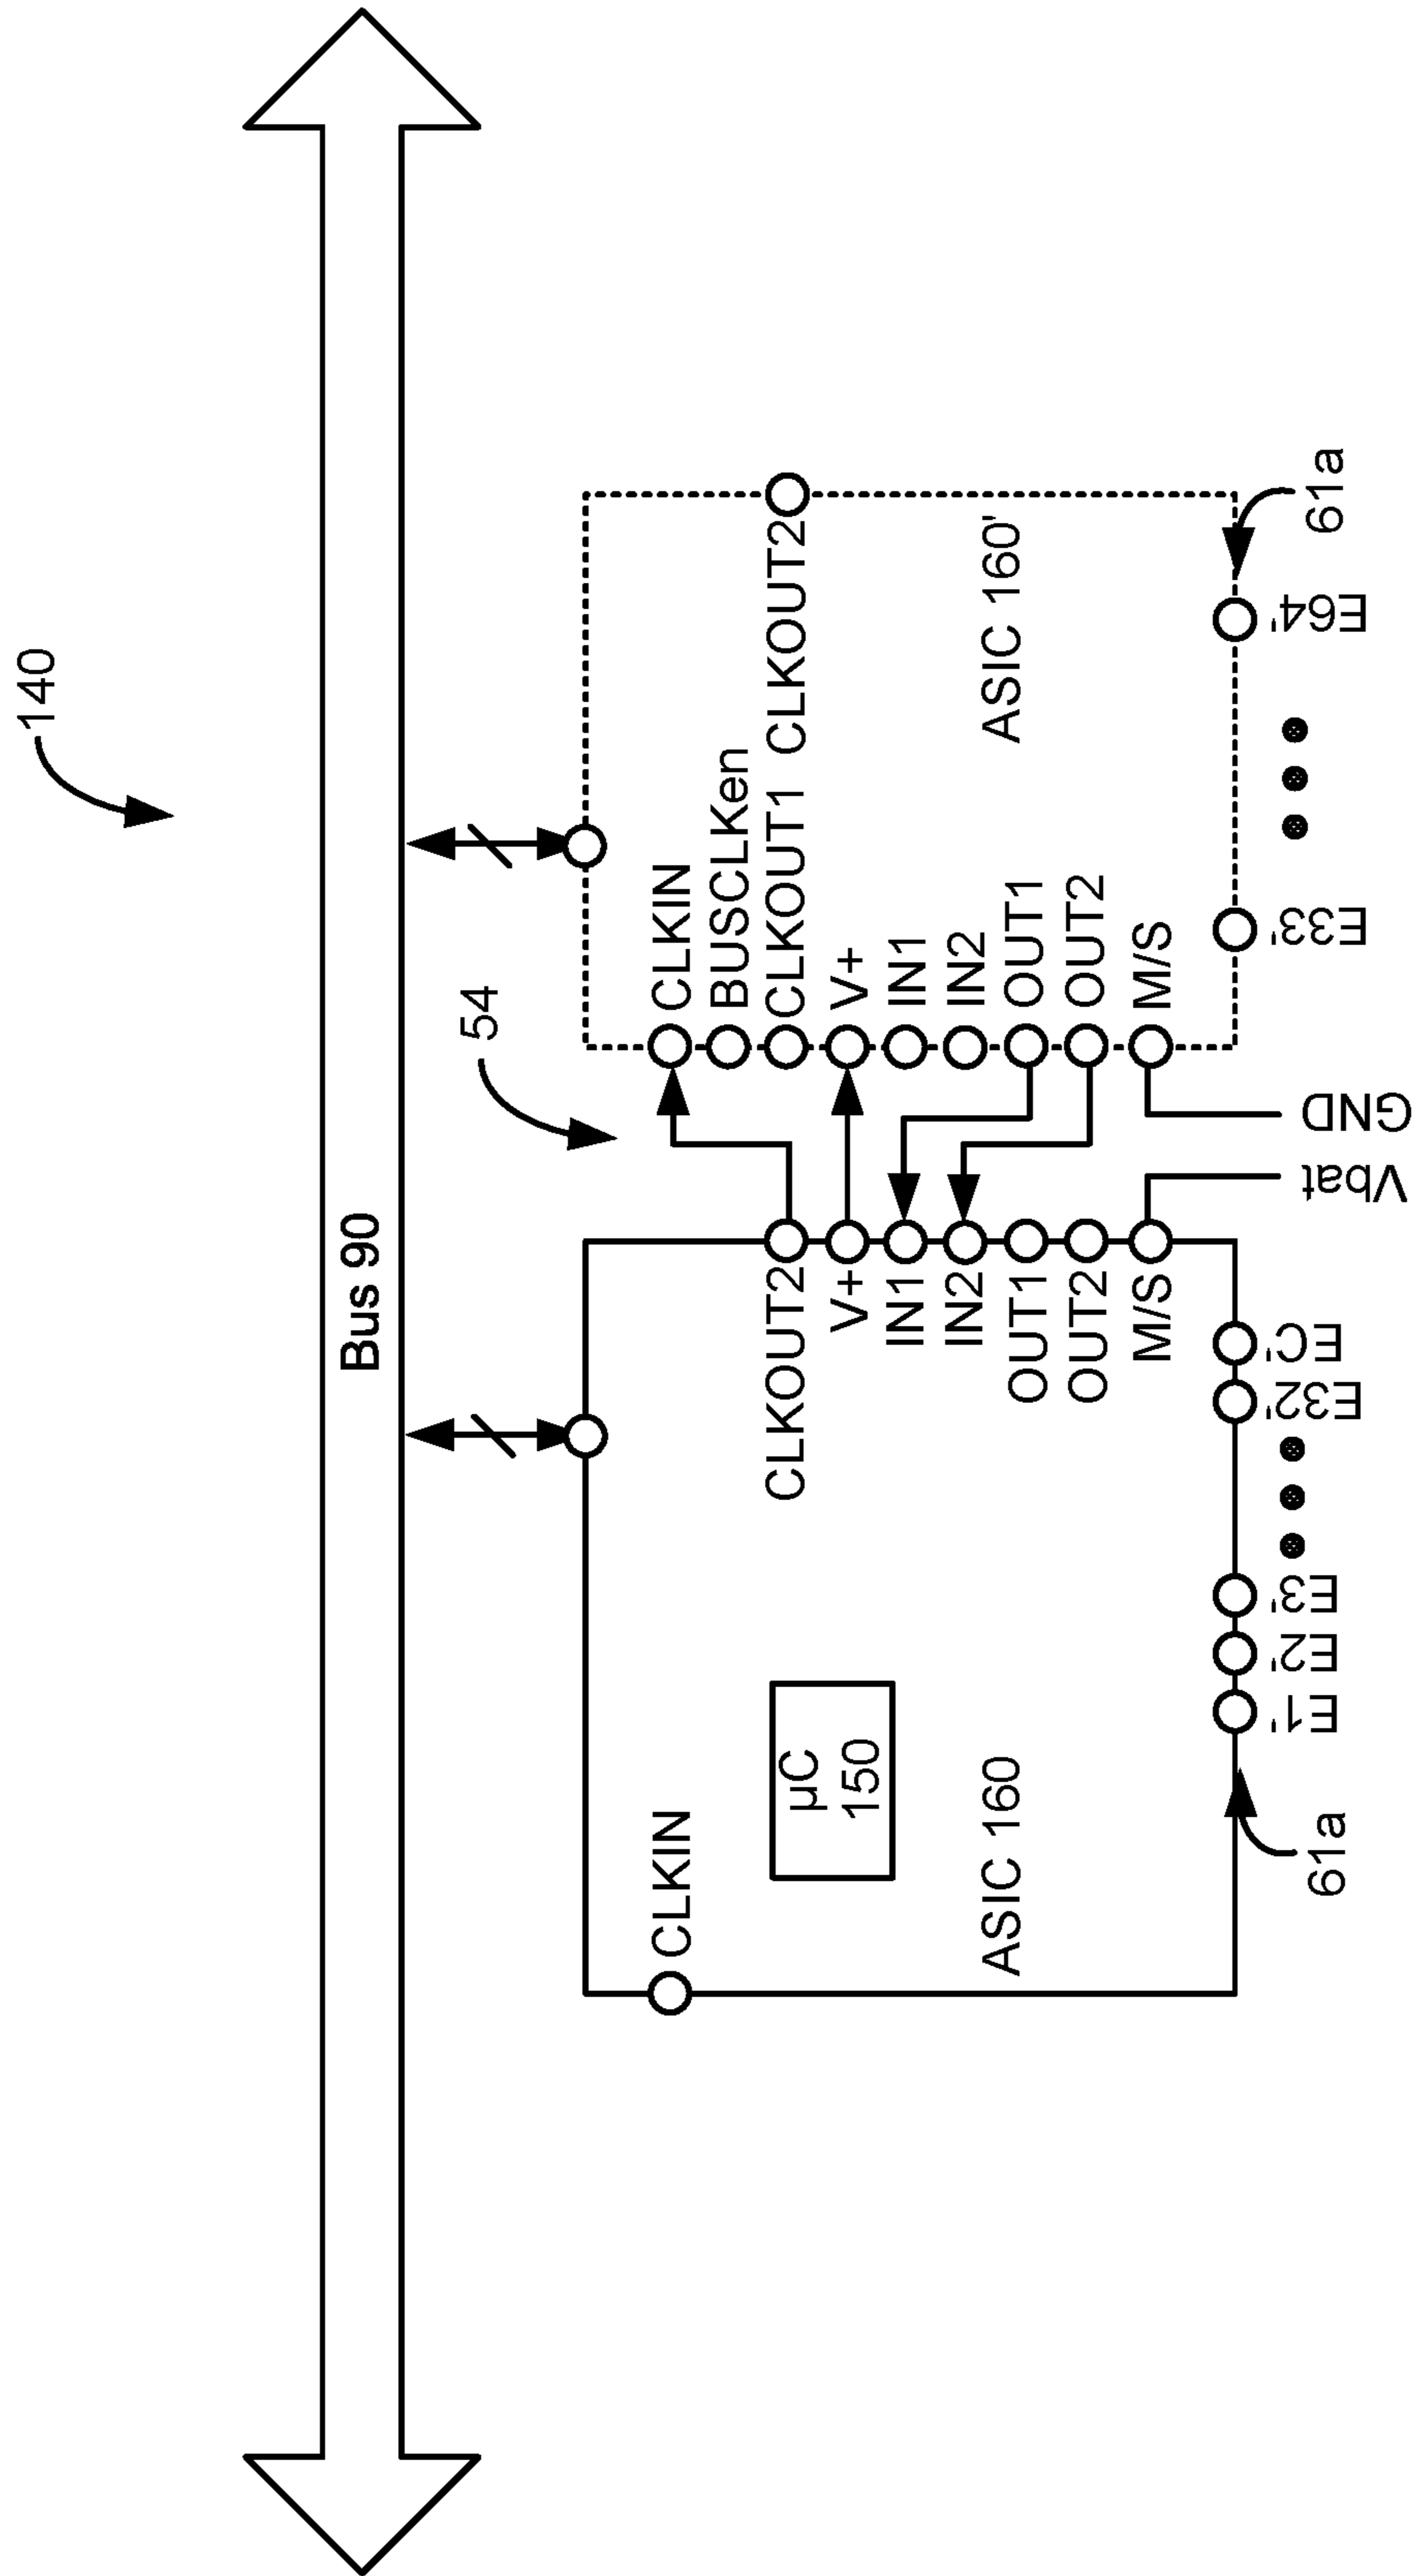 140
Bus 90
54
CLKIN
CLKOUT2
V+
IN1
IN2
OUT1
OUT2
M/S
µC
150
ASIC 160
61a
E1'
E2'
E3'
E32'
EC'
Vbat
GND
CLKIN
BUSCLKen
CLKOUT1 CLKOUT2
V+
IN1
IN2
OUT1
OUT2
M/S
ASIC 160'
E33'
E64'
61a